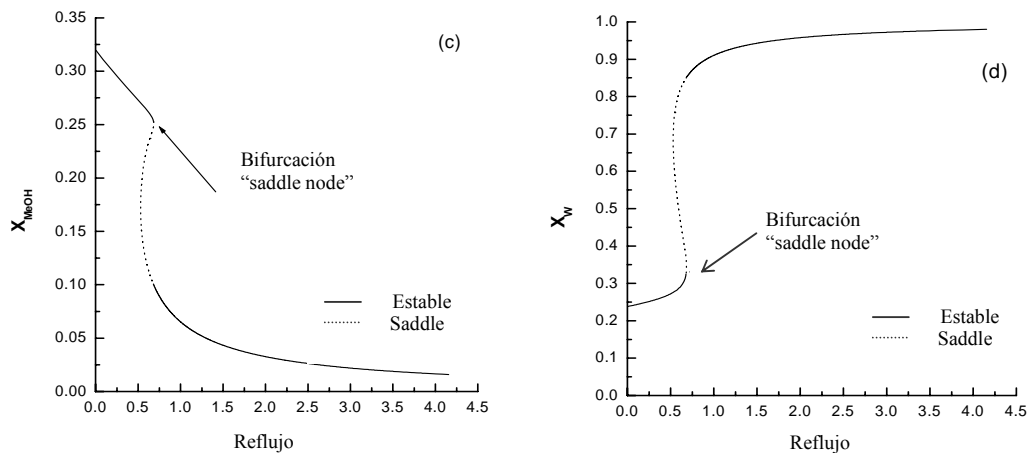 0.35
0.30
0.25
0.20
0.15
0.10
0.05
0.00
X_MeOH
(c)
Bifurcación
“saddle node”
Estable
Saddle
0.0 0.5 1.0 1.5 2.0 2.5 3.0 3.5 4.0 4.5
Reflujo
1.0
0.9
0.8
0.7
0.6
0.5
0.4
0.3
0.2
0.1
0.0
X_W
(d)
Bifurcación
“saddle node”
Estable
Saddle
0.0 0.5 1.0 1.5 2.0 2.5 3.0 3.5 4.0 4.5
Reflujo